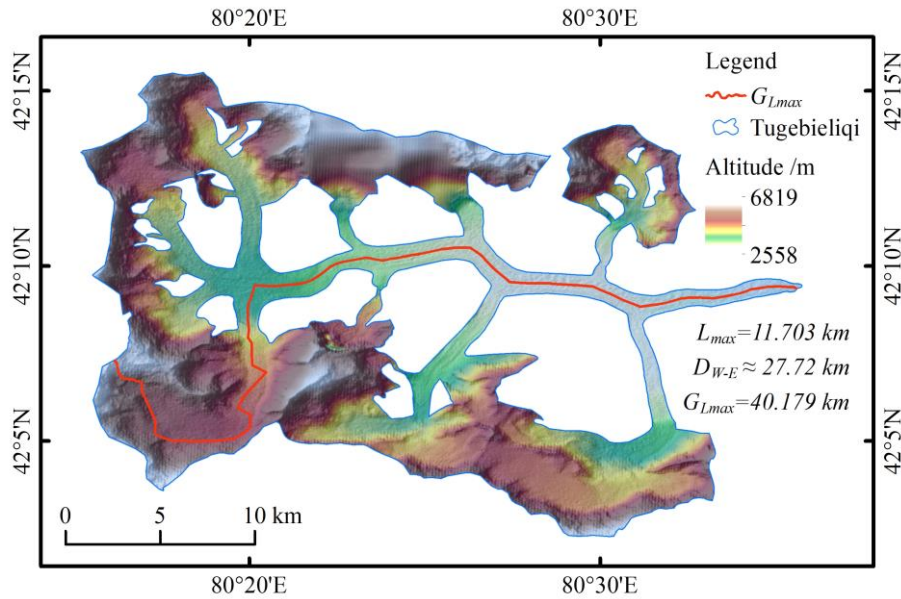 80°20'E 80°30'E
42°15'N 42°15'N
Legend
G_Lmax
Tugebieliqi
Altitude /m
6819
2558
42°10'N 42°10'N
L_max=11.703 km
D_W-E ≈ 27.72 km
G_Lmax=40.179 km
42°5'N 42°5'N
0 5 10 km
80°20'E 80°30'E